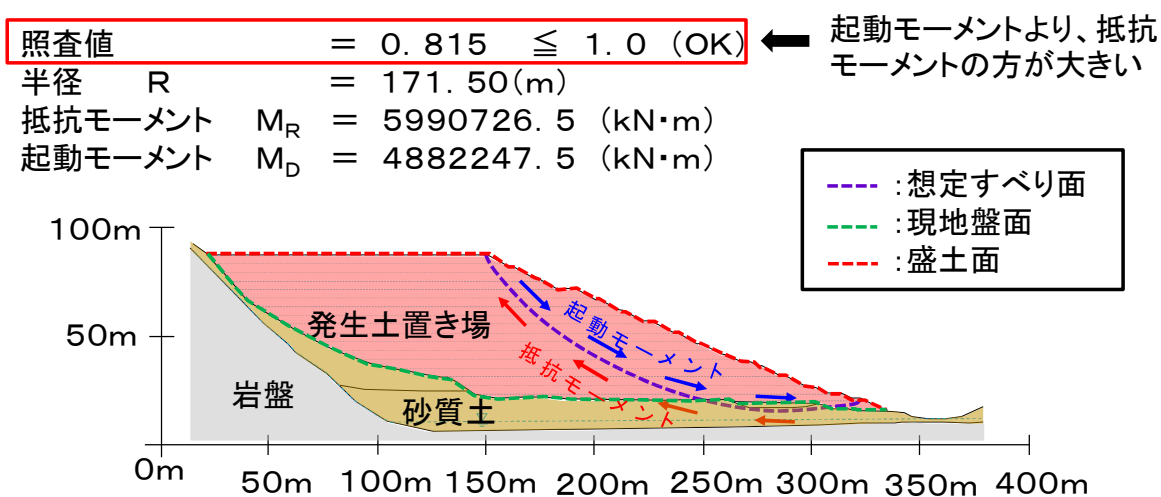 照査値 = 0.815 ≦ 1.0 (OK)
起動モーメントより、抵抗
モーメントの方が大きい
半径 R = 171.50(m)
抵抗モーメント MR = 5990726.5 (kN・m)
起動モーメント MD = 4882247.5 (kN・m)
:想定すべり面
:現地盤面
:盛土面
100m
50m
発生土置き場
起動モーメント
抵抗モーメント
岩盤
砂質土
0m 50m 100m 150m 200m 250m 300m 350m 400m